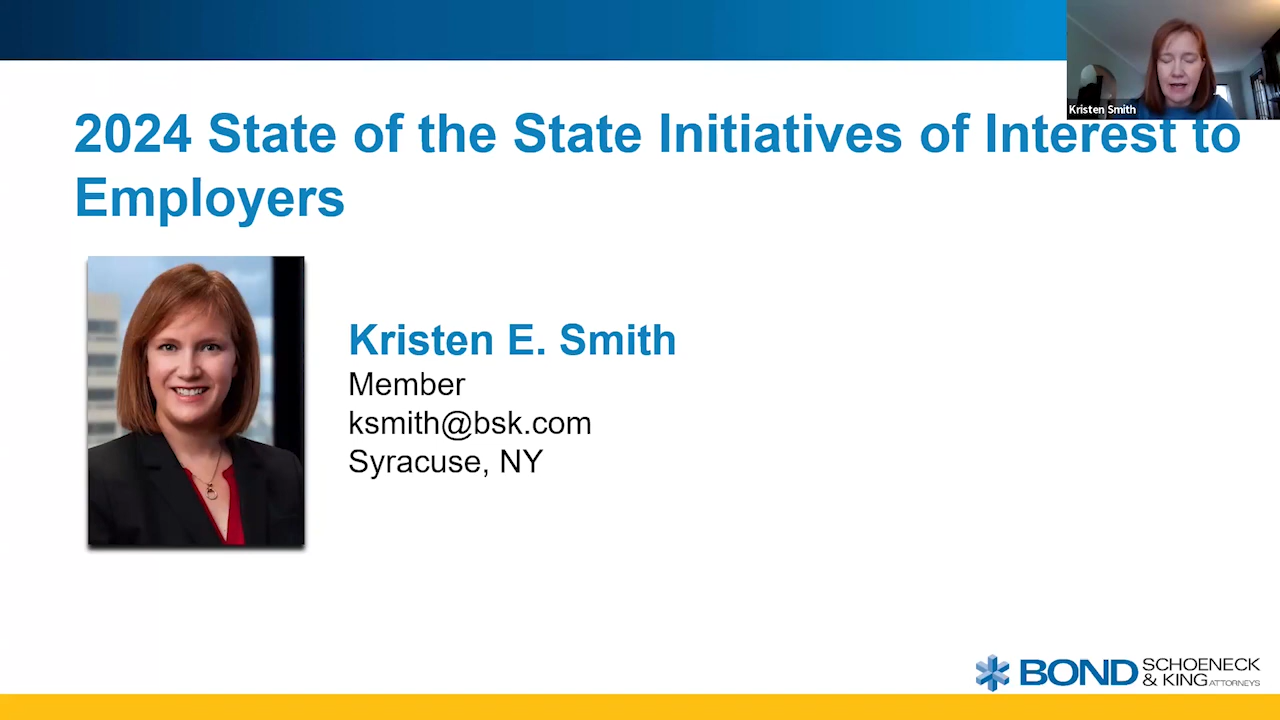 Kristen Smith
2024 State of the State Initiatives of Interest to
Employers
Kristen E. Smith
Member
ksmith@bsk.com
Syracuse, NY
BOND SCHOENECK
& KING ATTORNEYS